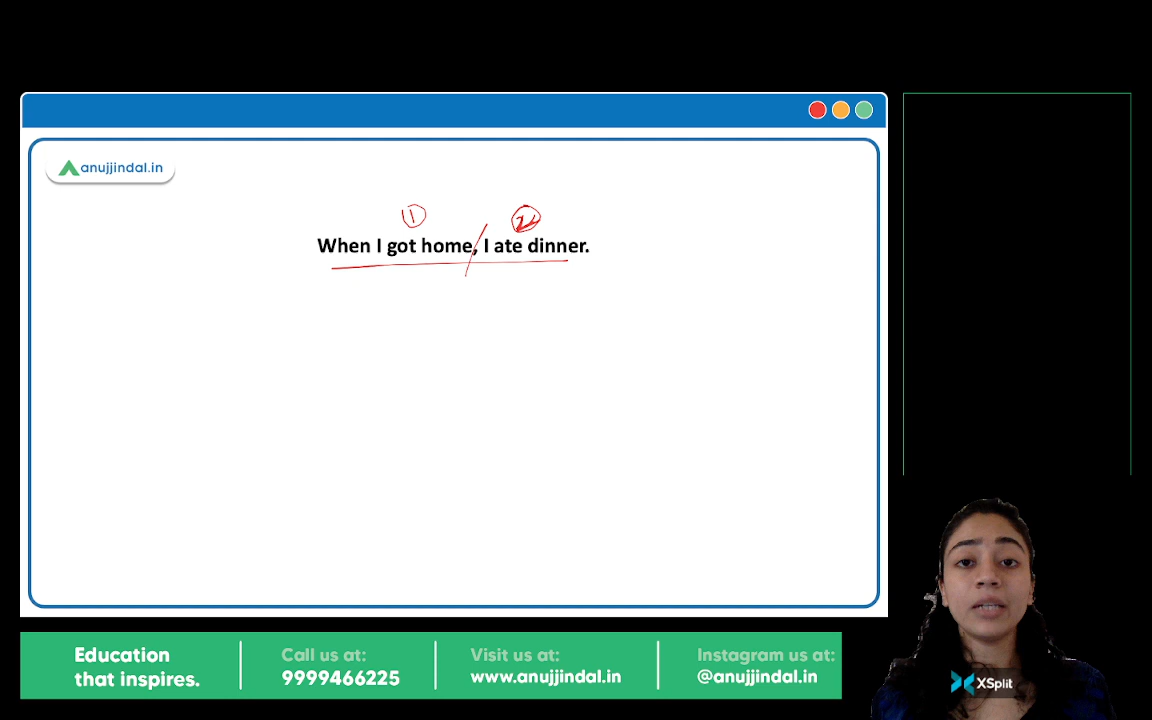 anujjindal.in
1 2
When I got home, I ate dinner.
Education
that inspires.
Call us at:
9999466225
Visit us at:
www.anujjindal.in
Instagram us at:
@anujjindal.in
XSplit